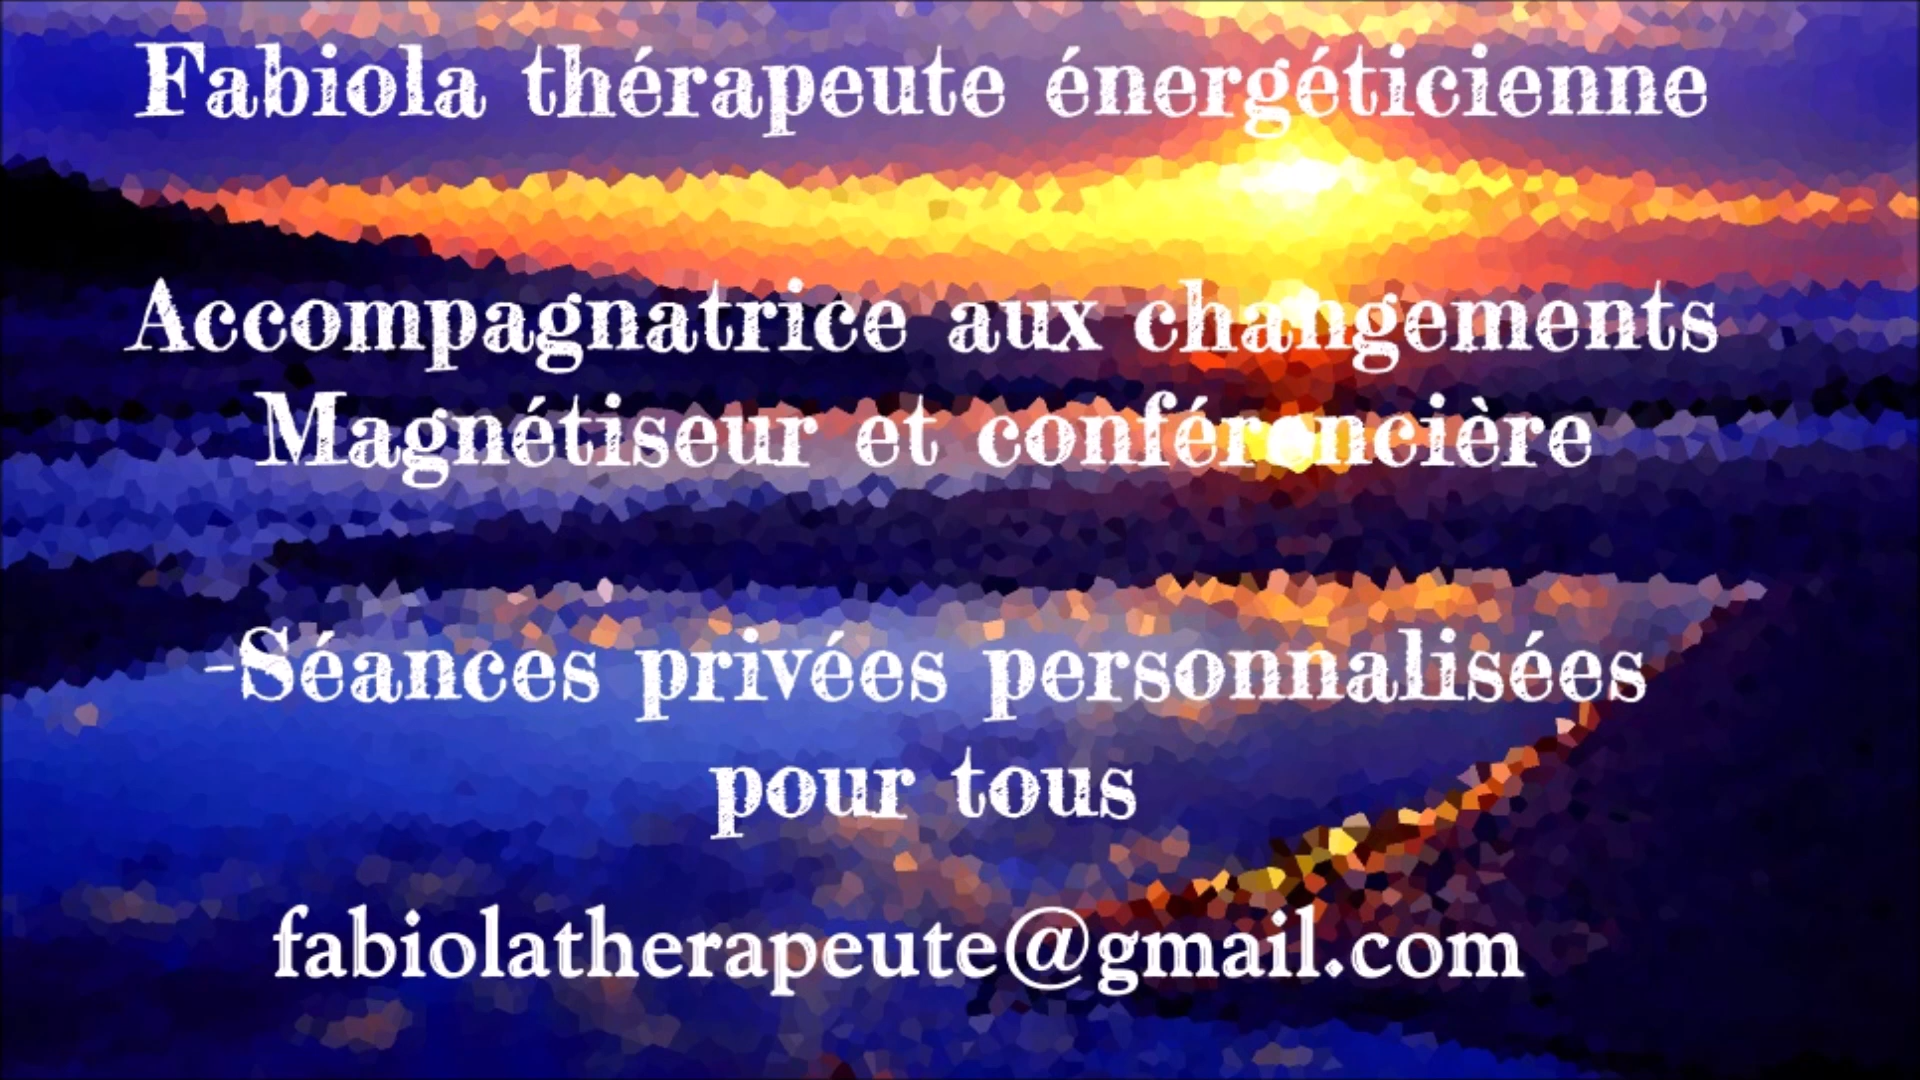 Fabiola thérapeute énergéticienne
Accompagnatrice aux changements
Magnétiseur et conférencière
-Séances privées personnalisées
pour tous
fabiolatherapeute@gmail.com